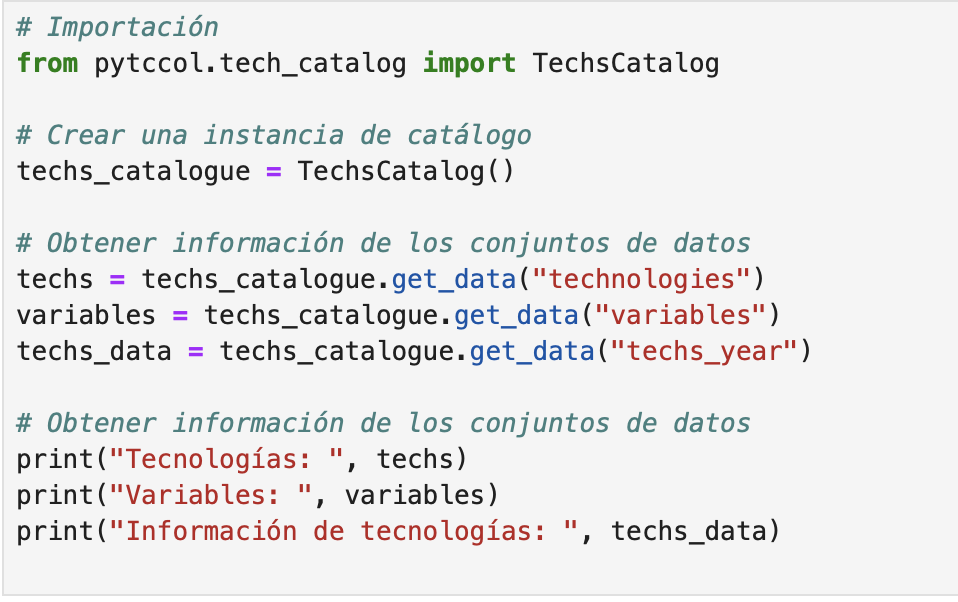 # Importación
from pytccol.tech_catalog import TechsCatalog
# Crear una instancia de catálogo
techs_catalogue = TechsCatalog()
# Obtener información de los conjuntos de datos
techs = techs_catalogue.get_data("technologies")
variables = techs_catalogue.get_data("variables")
techs_data = techs_catalogue.get_data("techs_year")
# Obtener información de los conjuntos de datos
print("Tecnologías: ", techs)
print("Variables: ", variables)
print("Información de tecnologías: ", techs_data)